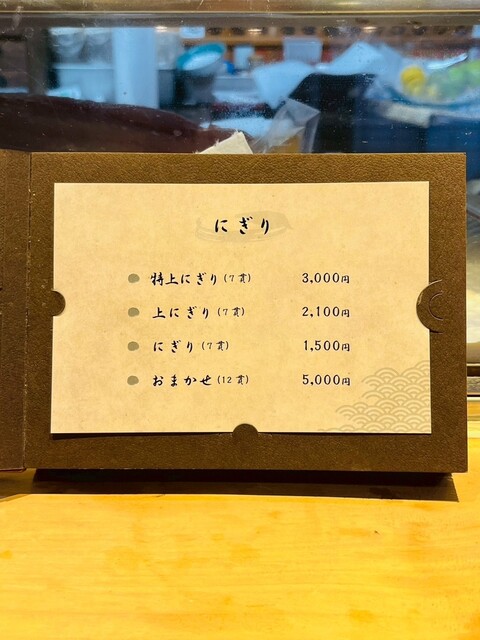 にぎり
特上にぎり(7貫) 3,000円
上にぎり(7貫) 2,100円
にぎり(7貫) 1,500円
おまかせ(12貫) 5,000円